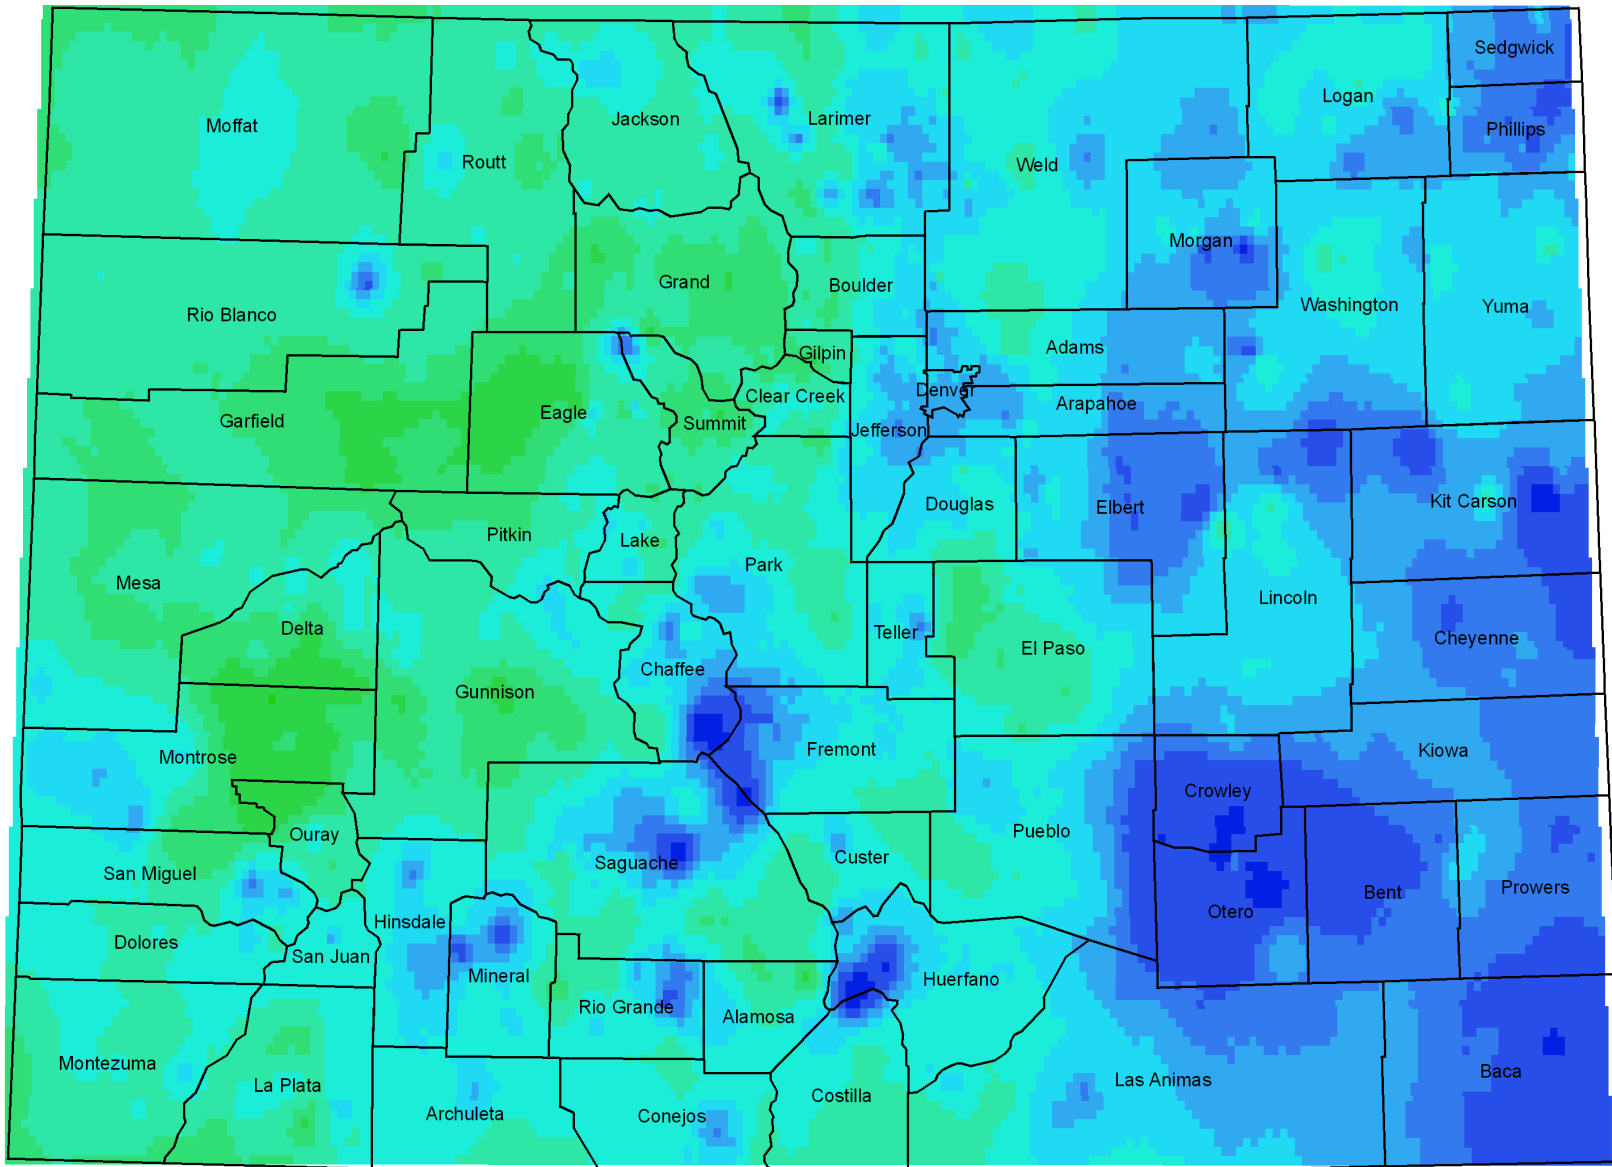 Sedgwick
Logan
Jackson
Larimer
Moffat
Phillips
Routt
Weld
Morgan
Grand
Boulder
Rio Blanco
Washington
Yuma
Adams
Gilpin
Denver
Clear Creek
Arapahoe
Eagle
Garfield
Summit
Jefferson
Kit Carson
Douglas
Elbert
Pitkin
Lake
Park
Mesa
Lincoln
Delta
Teller
Cheyenne
El Paso
Chaffee
Gunnison
Fremont
Kiowa
Montrose
Crowley
Ouray
Pueblo
Custer
Saguache
San Miguel
Prowers
Bent
Otero
Hinsdale
Dolores
San Juan
Mineral
Huerfano
Rio Grande
Alamosa
Montezuma
Baca
Las Animas
La Plata
Costilla
Archuleta
Conejos